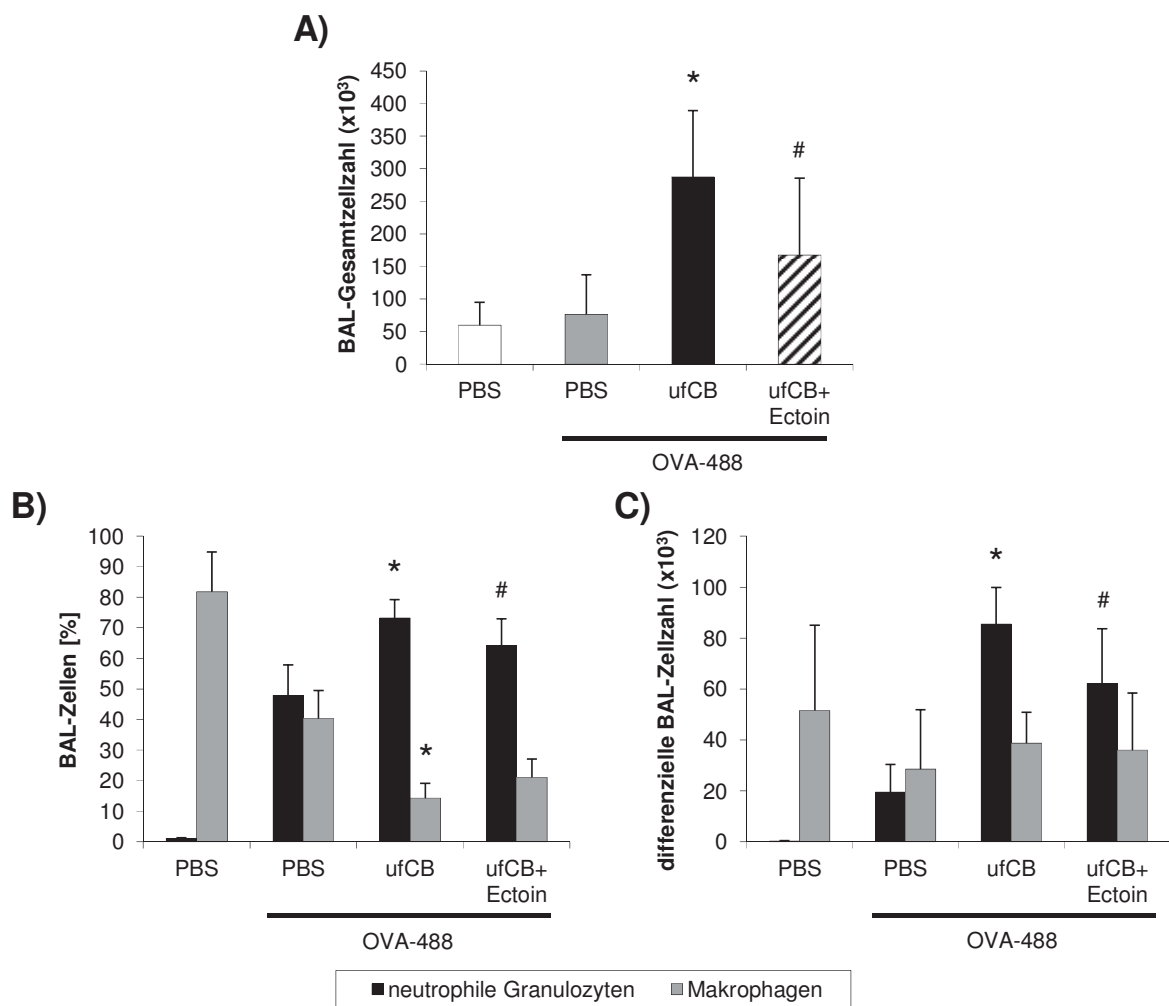 A)
BAL-Gesamtzellzahl (x10³)
450
400
350
300
250
200
150
100
50
0
*
#
PBS
PBS
ufCB
ufCB+
Ectoin
OVA-488
B)
BAL-Zellen [%]
100
90
80
70
60
50
40
30
20
10
0
*
*
#
PBS
PBS
ufCB
ufCB+
Ectoin
OVA-488
C)
differenzielle BAL-Zellzahl (x10³)
120
100
80
60
40
20
0
*
#
PBS
PBS
ufCB
ufCB+
Ectoin
OVA-488
neutrophile Granulozyten
Makrophagen